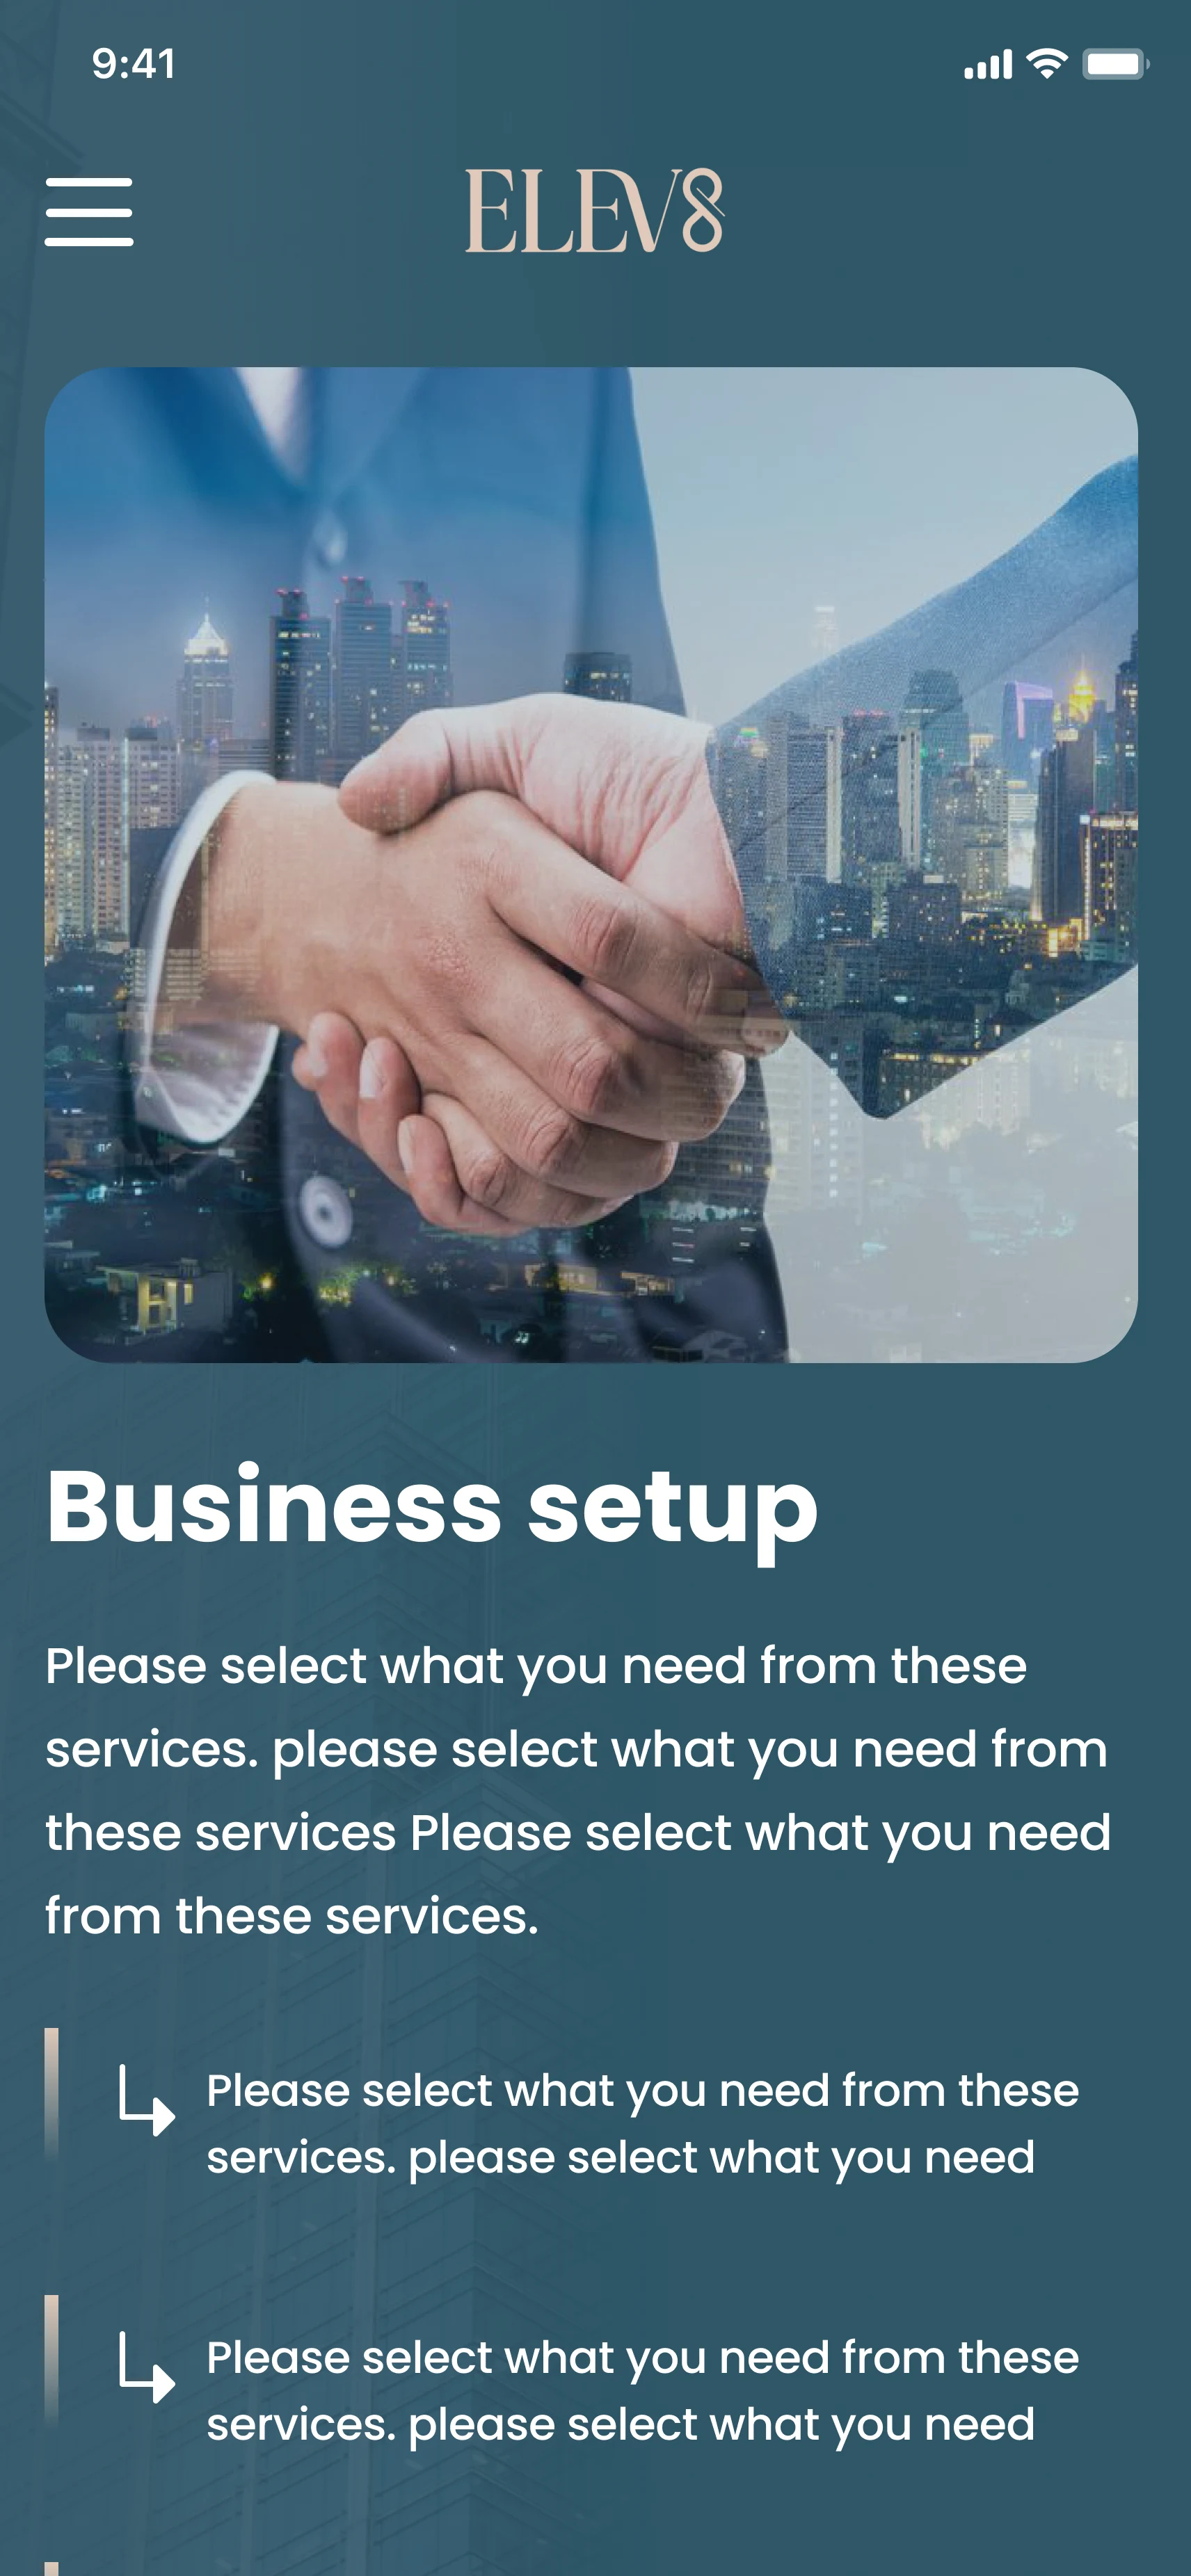 9:41
ELEV8
Business setup
Please select what you need from these
services. please select what you need from
these services Please select what you need
from these services.
Please select what you need from these
services. please select what you need
Please select what you need from these
services. please select what you need